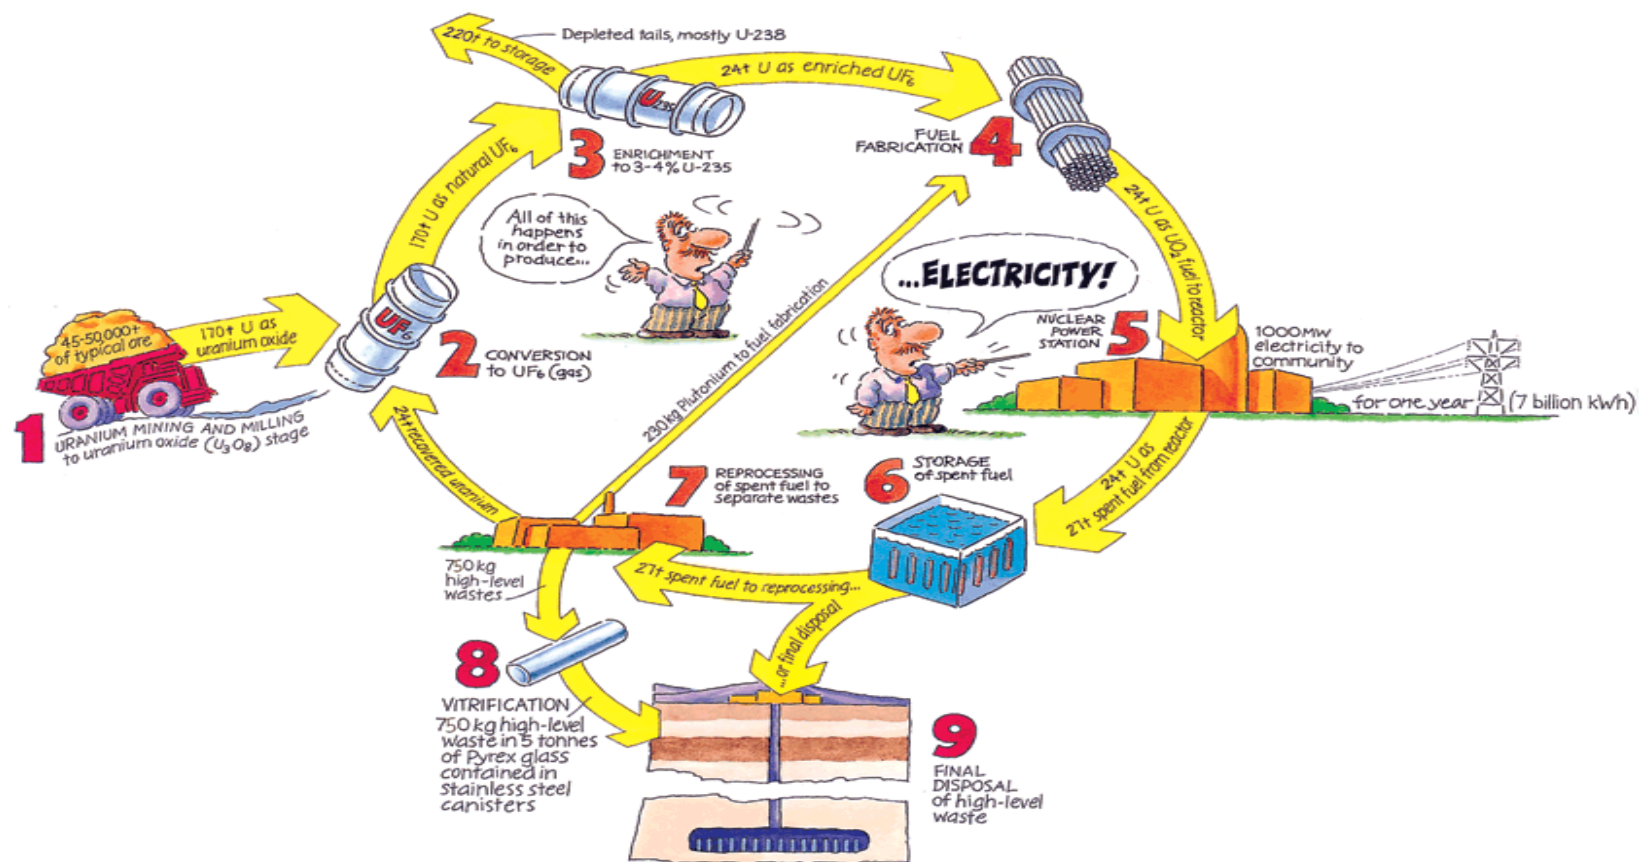 220t to storage
Depleted tails, mostly U-238
24t U as enriched UF₆
U235
3
ENRICHMENT
to 3-4% U-235
FUEL
FABRICATION
4
170t U as natural UF₆
24t U as UO₂ fuel to reactor
All of this
happens
in order to
produce...
...ELECTRICITY!
45-50,000t
of typical ore
170t U as
uranium oxide
UF₆
2
CONVERSION
to UF₆ (gas)
1
URANIUM MINING AND MILLING
to uranium oxide (U₃O₈) stage
230kg Plutonium to fuel fabrication
NUCLEAR
POWER
STATION
5
1000MW
electricity to
community
for one year
(7 billion kWh)
24t recovered uranium
24t U as
27t spent fuel from reactor
7
REPROCESSING
of spent fuel to
separate wastes
6
STORAGE
of spent fuel
750kg
high-level
wastes
27t spent fuel to reprocessing...
...or final disposal
8
VITRIFICATION
750kg high-level
waste in 5 tonnes
of Pyrex glass
contained in
stainless steel
canisters
9
FINAL
DISPOSAL
of high-level
waste